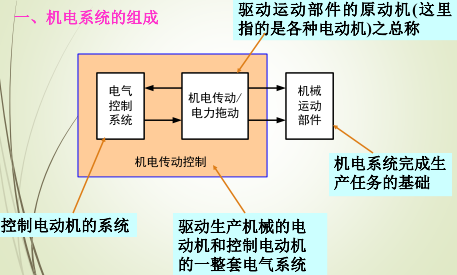 一、机电系统的组成
驱动运动部件的原动机(这里
指的是各种电动机)之总称
电气
控制
系统
机电传动/
电力拖动
机械
运动
部件
机电传动控制
机电系统完成生
产任务的基础
控制电动机的系统
驱动生产机械的电
动机和控制电动机
的一整套电气系统